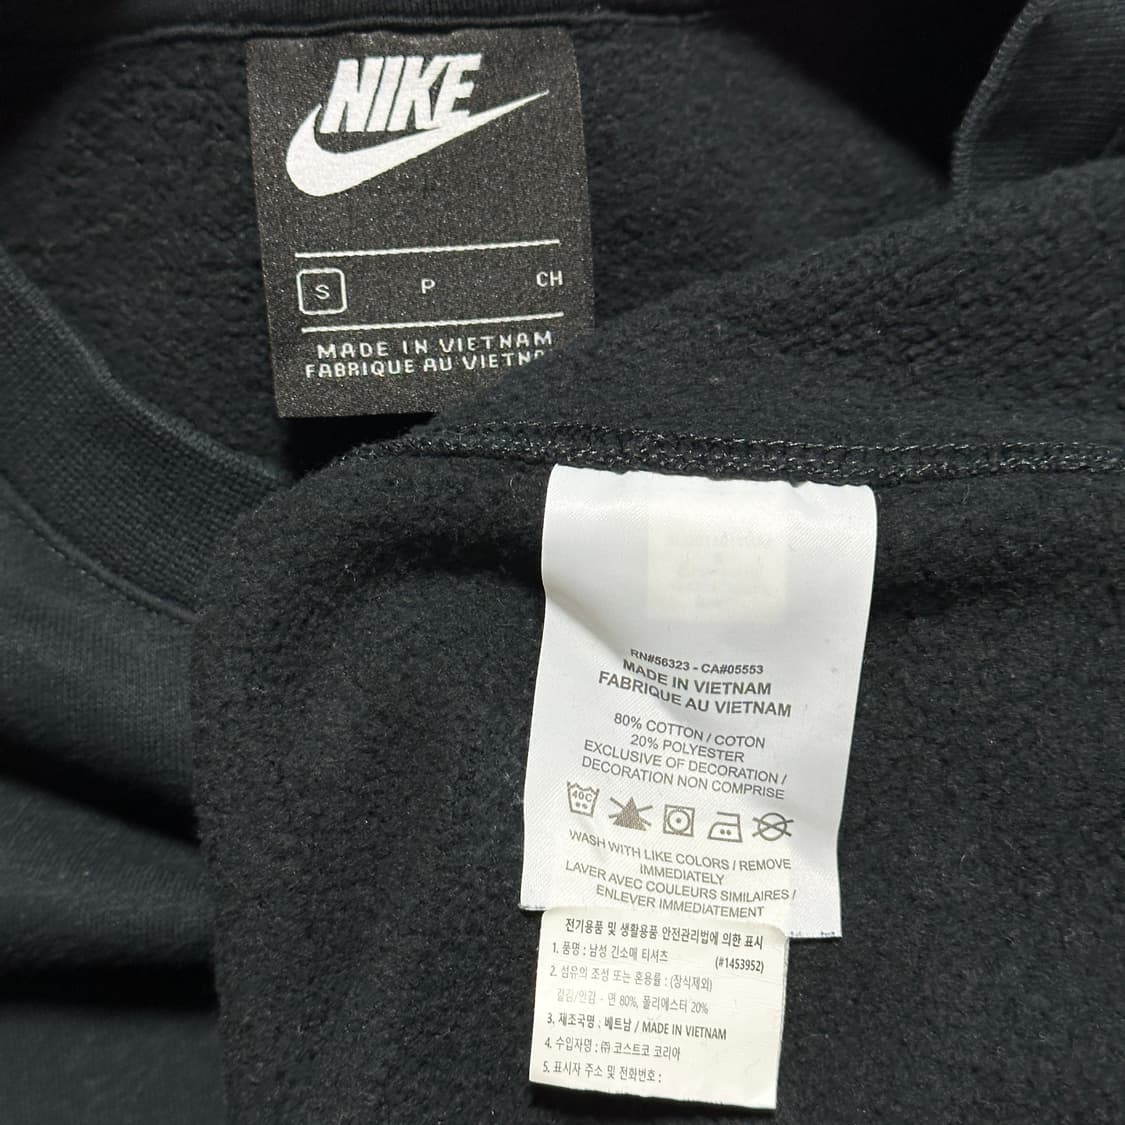 NIKE
S P CH
MADE IN VIETNAM
FABRIQUE AU VIETNA
RN#56323 - CA#05553
MADE IN VIETNAM
FABRIQUE AU VIETNAM
80% COTTON / COTON
20% POLYESTER
EXCLUSIVE OF DECORATION /
DECORATION NON COMPRISE
40C
WASH WITH LIKE COLORS / REMOVE
IMMEDIATELY
LAVER AVEC COULEURS SIMILAIRES /
ENLEVER IMMEDIATEMENT
전기용품 및 생활용품 안전관리법에 의한 표시
1. 품명 : 남성 긴소매 티셔츠 (#1453952)
2. 섬유의 조성 또는 혼용률 : (장식제외)
겉감/안감 - 면 80%, 폴리에스터 20%
3. 제조국명 : 베트남 / MADE IN VIETNAM
4. 수입자명 : ㈜ 코스트코 코리아
5. 표시자 주소 및 전화번호 :